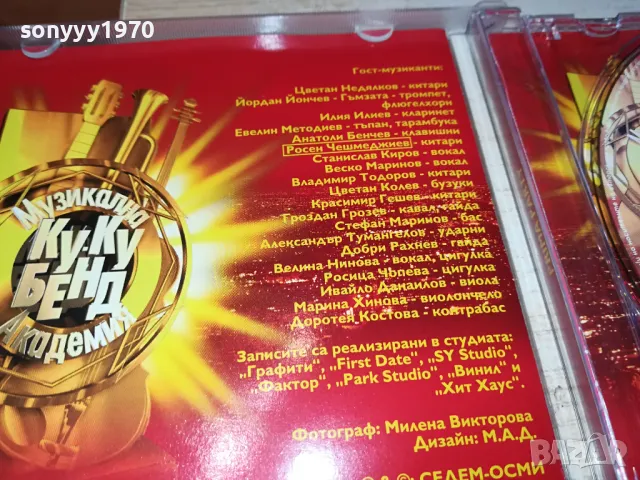 sonyyy1970
Гост-музиканти:
Цветан Недялков - китари
Йордан Йончев - Гъмзата - тромпет,
флюгелхорни
Илия Илиев - кларинет
Евелин Методиев - тъпан, тарамбука
Анатоли Бенчев - клавишни
Росен Чешмеджиев - китари
Станислав Киров - вокал
Веско Маринов - вокал
Владимир Тодоров - китари
Цветан Колев - бузуки
Красимир Гешев - китари
Троздан Грозев - кавал, гайда
Стефан Маринов - бас
Александър Тумангелов - ударни
Добри Рахнев - гайда
Велина Нинова - вокал, цигулка
Росица Чъпева - цигулка
Ивайло Данаилов - виола
Марина Хинова - виолончело
Доротея Костова - контрабас
Записите са реализирани в студиата:
„Графити", „First Date", „SY Studio",
„Фактор", „Park Studio", „Винил" и
„Хит Хаус".
Фотограф: Милена Викторова
Дизайн: М.А.Д.
СЕДЕМ-ОСМИ
Музикална
Ку-Ку
БЕНД
Академия
BAZAR